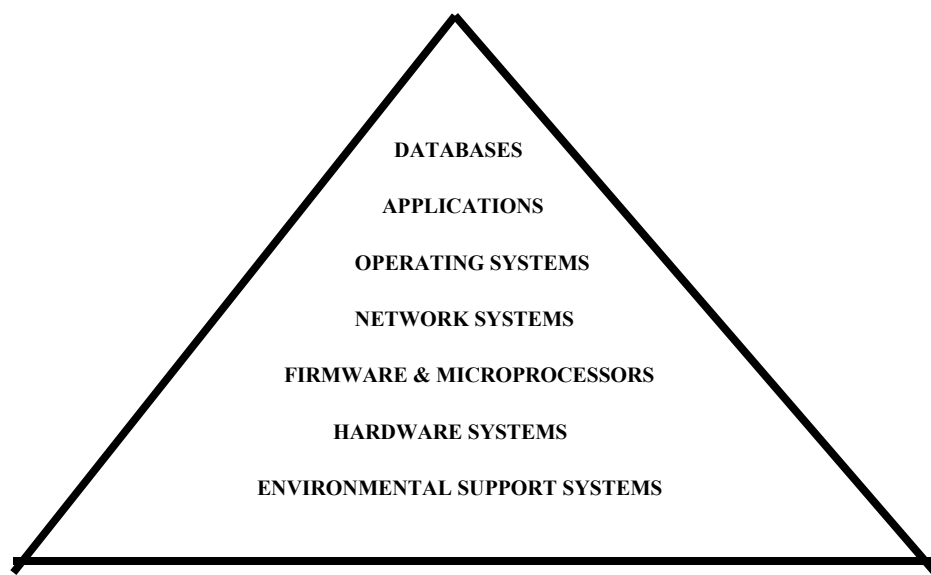 DATABASES
APPLICATIONS
OPERATING SYSTEMS
NETWORK SYSTEMS
FIRMWARE & MICROPROCESSORS
HARDWARE SYSTEMS
ENVIRONMENTAL SUPPORT SYSTEMS